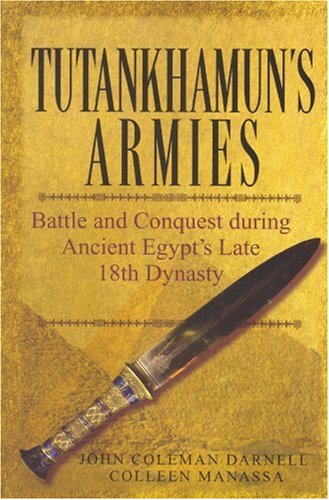 TUTANKHAMUN'S
ARMIES
Battle and Conquest during
Ancient Egypt's Late
18th Dynasty
JOHN COLEMAN DARNELL
COLLEEN MANASSA